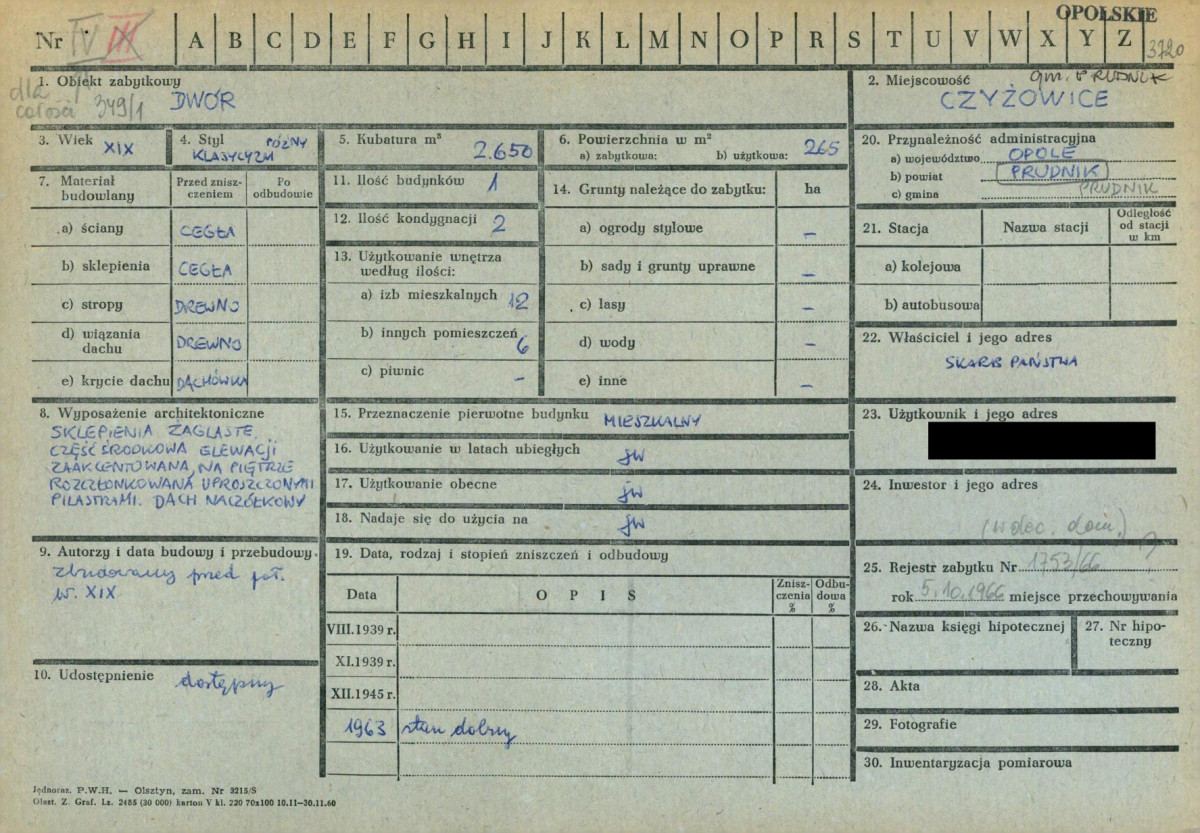 OPOLSKIE
Nr IV III A B C D E F G H I J K L M N O P R S T U V W X Y Z 3720
1. Obiekt zabytkowy
dla
całości 349/1
DWÓR
2. Miejscowość gm. PRUDNIK
CZYŻOWICE
3. Wiek XIX
4. Styl PÓŹNY
KLASYCYZM
5. Kubatura m³ 2.650
6. Powierzchnia w m²
a) zabytkowa: b) użytkowa: 265
7. Materiał budowlany
Przed zniszczeniem
Po odbudowie
a) ściany CEGŁA
b) sklepienia CEGŁA
c) stropy DREWNO
d) wiązania dachu DREWNO
e) krycie dachu DACHÓWKA
8. Wyposażenie architektoniczne
SKLEPIENIA ŻAGLASTE.
CZĘŚĆ ŚRODKOWA ELEWACJI
ZAAKCENTOWANA, NA PIĘTRZE
ROZCZŁONKOWANA UPROSZCZONYMI
PILASTRAMI. DACH NACZÓŁKOWY
9. Autorzy i data budowy i przebudowy.
zbudowany przed poł.
w. XIX
10. Udostępnienie dostępny
11. Ilość budynków 1
12. Ilość kondygnacji 2
13. Użytkowanie wnętrza
według ilości:
a) izb mieszkalnych 12
b) innych pomieszczeń 6
c) piwnic –
14. Grunty należące do zabytku: ha
a) ogrody stylowe –
b) sady i grunty uprawne –
c) lasy –
d) wody –
e) inne –
15. Przeznaczenie pierwotne budynku MIESZKALNY
16. Użytkowanie w latach ubiegłych jw
17. Użytkowanie obecne jw
18. Nadaje się do użycia na jw
19. Data, rodzaj i stopień zniszczeń i odbudowy
Data OPIS Zniszczenia % Odbudowa %
VIII.1939 r.
XI.1939 r.
XII.1945 r.
1963 stan dobry
20. Przynależność administracyjna
a) województwo OPOLE
b) powiat PRUDNIK
c) gmina PRUDNIK
21. Stacja Nazwa stacji Odległość od stacji w km
a) kolejowa
b) autobusowa
22. Właściciel i jego adres
SKARB PAŃSTWA
23. Użytkownik i jego adres
24. Inwestor i jego adres
25. Rejestr zabytku Nr 1753/66
rok 5.10.1966 miejsce przechowywania
26. Nazwa księgi hipotecznej
27. Nr hipoteczny
28. Akta
29. Fotografie
30. Inwentaryzacja pomiarowa
Jednoraz. P.W.H. — Olsztyn, zam. Nr 3215/S
Olszt. Z. Graf. Lz. 2485 (30 000) karton V kl. 220 70x100 10.11—30.11.60